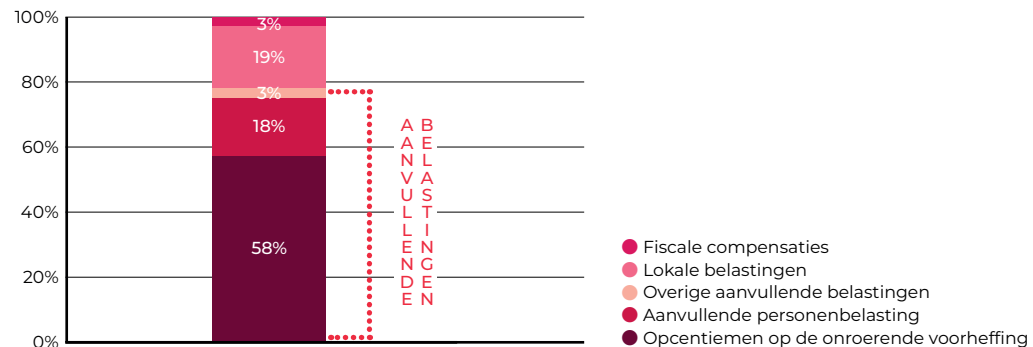 100%
80%
60%
40%
20%
0%
3%
19%
3%
18%
58%
AANVULLENDE
BELASTINGEN
Fiscale compensaties
Lokale belastingen
Overige aanvullende belastingen
Aanvullende personenbelasting
Opcentiemen op de onroerende voorheffing